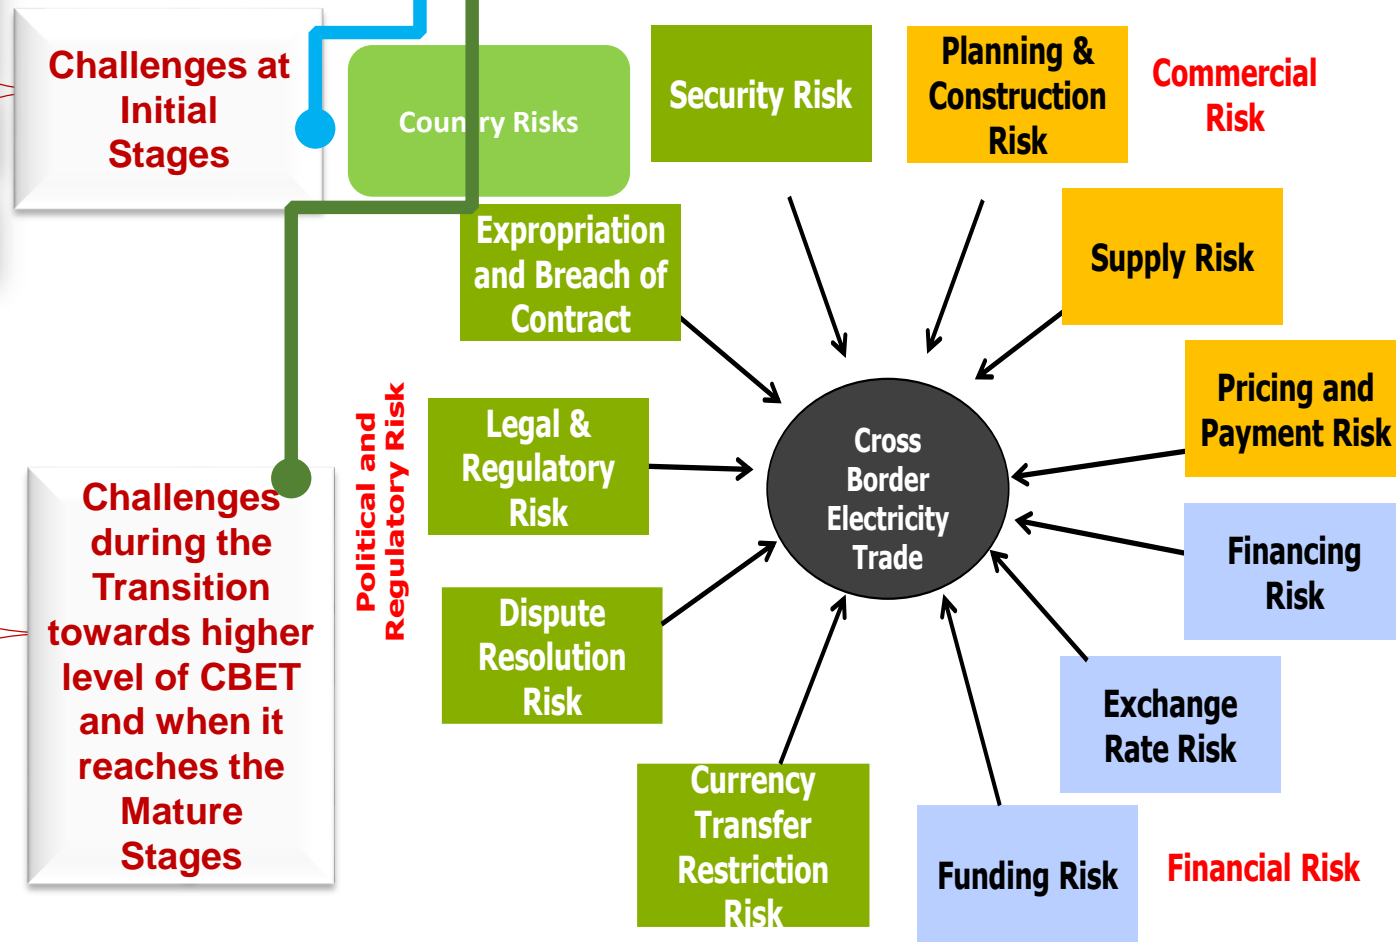 Challenges at
Initial
Stages
Country Risks
Security Risk
Planning &
Construction
Risk
Commercial
Risk
Expropriation
and Breach of
Contract
Supply Risk
Political and
Regulatory Risk
Legal &
Regulatory
Risk
Cross
Border
Electricity
Trade
Pricing and
Payment Risk
Challenges
during the
Transition
towards higher
level of CBET
and when it
reaches the
Mature
Stages
Dispute
Resolution
Risk
Financing
Risk
Exchange
Rate Risk
Currency
Transfer
Restriction
Risk
Funding Risk
Financial Risk